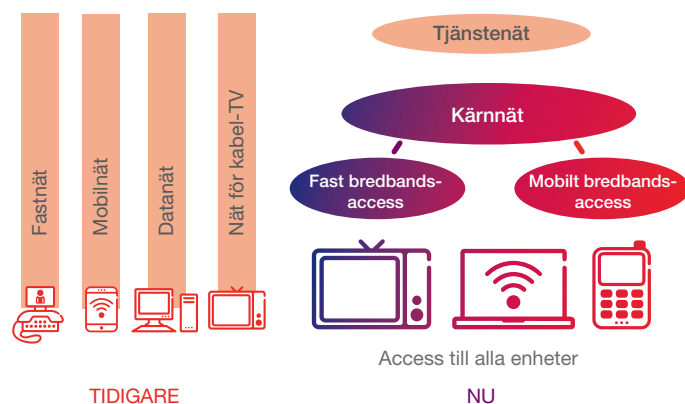 Fastnät
Mobilnät
Datanät
Nät för kabel-TV
TIDIGARE
Tjänstenät
Kärnnät
Fast bredbands-
access
Mobilt bredbands-
access
Access till alla enheter
NU